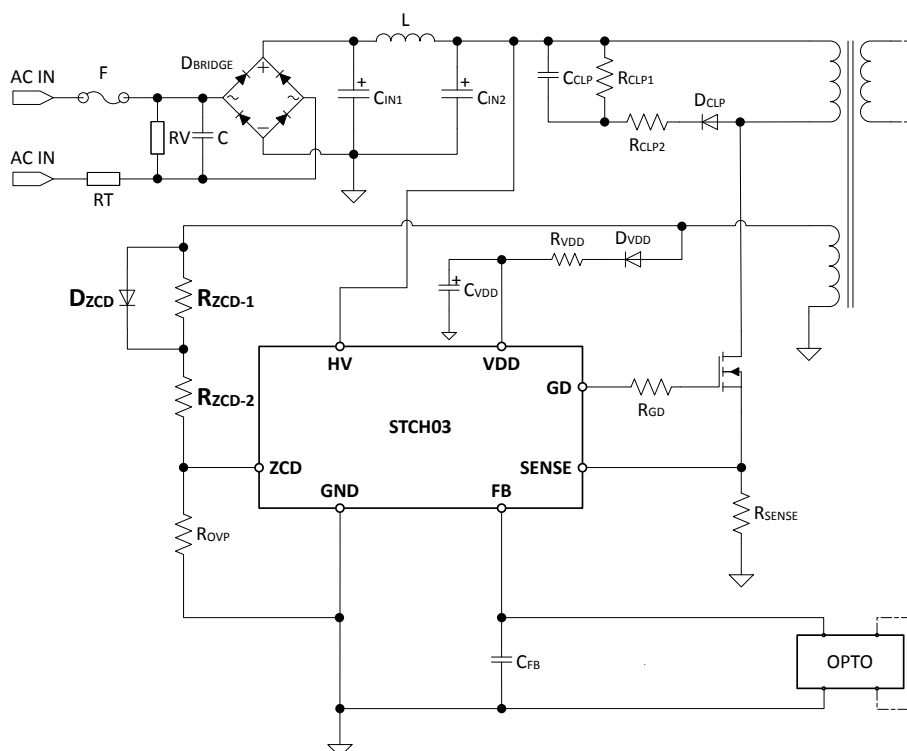 L
AC IN
F
DBRIDGE
+
~
~
−
RV
C
AC IN
RT
+
CIN1
+
CIN2
CCLP
RCLP1
DCLP
RCLP2
RVDD
DVDD
+
CVDD
DZCD
RZCD-1
RZCD-2
HV
VDD
GD
RGD
STCH03
ZCD
SENSE
GND
FB
ROVP
RSENSE
CFB
OPTO